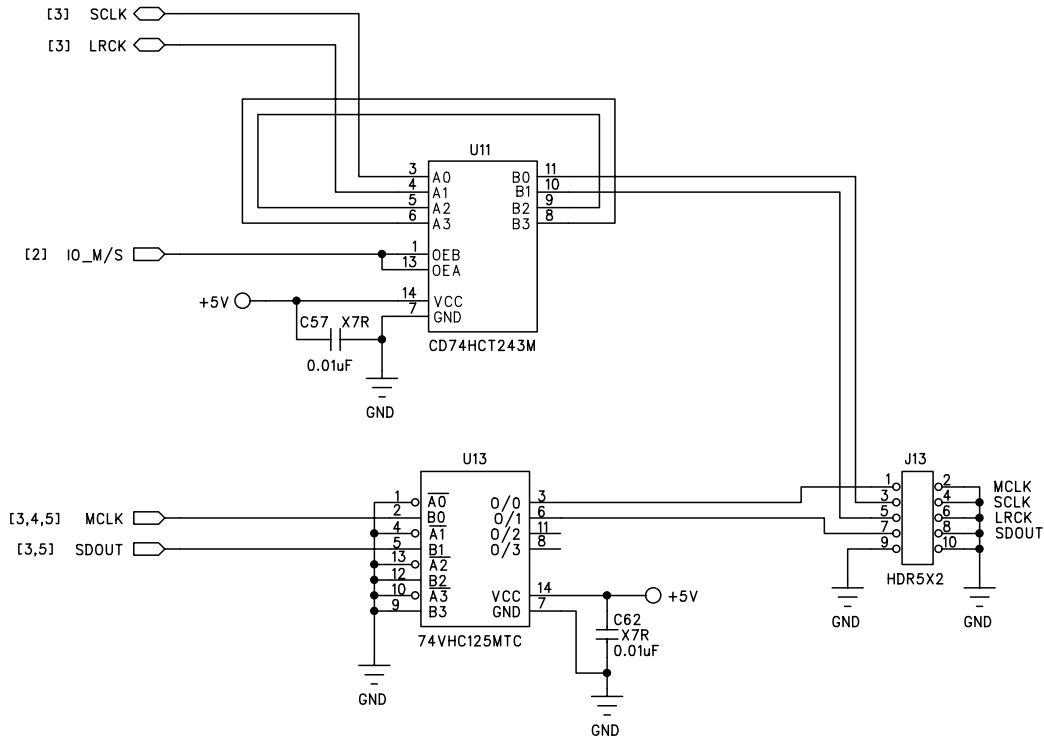 [3] SCLK
[3] LRCK
U11
3 A0 B0 11
4 A1 B1 10
5 A2 B2 9
6 A3 B3 8
[2] IO_M/S
1 OEB
13 OEA
+5V
14 VCC
7 GND
C57 X7R
0.01uF
CD74HCT243M
GND
U13
J13
1 A0 O/0 3
2 B0 O/1 6
4 A1 O/2 11
5 B1 O/3 8
13 A2
12 B2
10 A3
9 B3
VCC 14
GND 7
[3,4,5] MCLK
[3,5] SDOUT
74VHC125MTC
+5V
C62
X7R
0.01uF
GND
GND
1 2 MCLK
3 4 SCLK
5 6 LRCK
7 8 SDOUT
9 10
HDR5X2
GND
GND